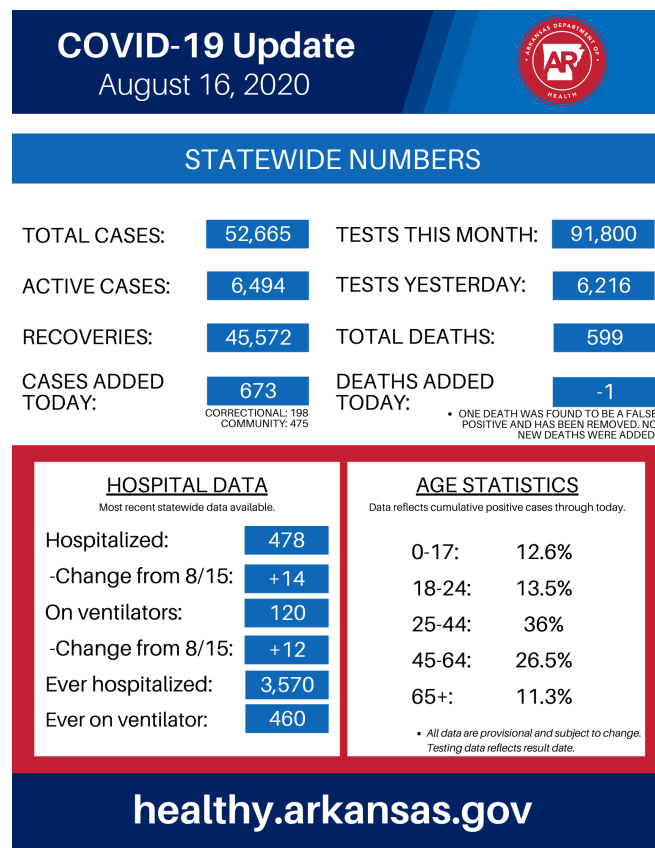 COVID-19 Update
August 16, 2020
ARKANSAS DEPARTMENT OF
AR
HEALTH
STATEWIDE NUMBERS
TOTAL CASES: 52,665
TESTS THIS MONTH: 91,800
ACTIVE CASES: 6,494
TESTS YESTERDAY: 6,216
RECOVERIES: 45,572
TOTAL DEATHS: 599
CASES ADDED
TODAY: 673
CORRECTIONAL: 198
COMMUNITY: 475
DEATHS ADDED
TODAY: -1
• ONE DEATH WAS FOUND TO BE A FALSE
POSITIVE AND HAS BEEN REMOVED. NO
NEW DEATHS WERE ADDED
HOSPITAL DATA
Most recent statewide data available.
Hospitalized: 478
-Change from 8/15: +14
On ventilators: 120
-Change from 8/15: +12
Ever hospitalized: 3,570
Ever on ventilator: 460
AGE STATISTICS
Data reflects cumulative positive cases through today.
0-17: 12.6%
18-24: 13.5%
25-44: 36%
45-64: 26.5%
65+: 11.3%
• All data are provisional and subject to change.
Testing data reflects result date.
healthy.arkansas.gov